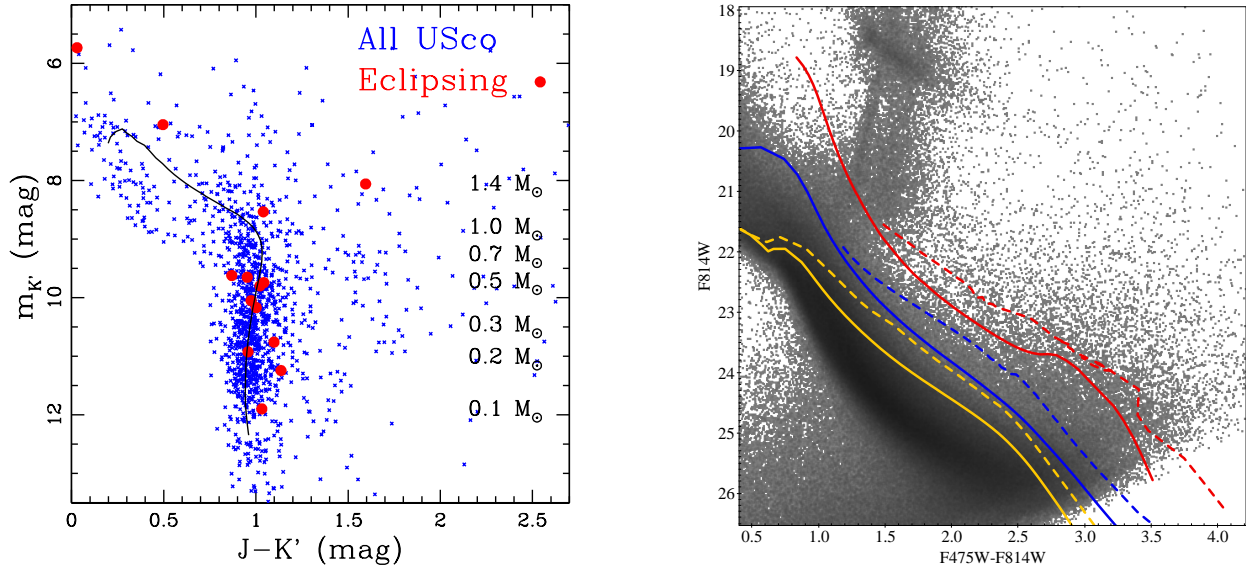 All USco
Eclipsing
6
8
10
12
m_K' (mag)
1.4 M⊙
1.0 M⊙
0.7 M⊙
0.5 M⊙
0.3 M⊙
0.2 M⊙
0.1 M⊙
0 0.5 1 1.5 2 2.5
J−K' (mag)
18
19
20
21
22
23
24
25
26
F814W
0.5 1.0 1.5 2.0 2.5 3.0 3.5 4.0
F475W-F814W